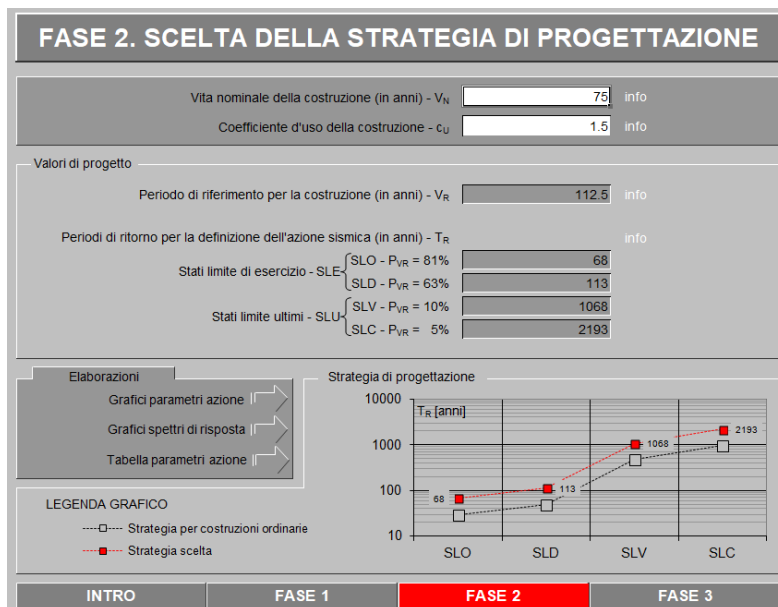 FASE 2. SCELTA DELLA STRATEGIA DI PROGETTAZIONE
Vita nominale della costruzione (in anni) - VN 75 info
Coefficiente d'uso della costruzione - cU 1.5 info
Valori di progetto
Periodo di riferimento per la costruzione (in anni) - VR 112.5 info
Periodi di ritorno per la definizione dell'azione sismica (in anni) - TR info
Stati limite di esercizio - SLE
SLO - PVR = 81% 68
SLD - PVR = 63% 113
Stati limite ultimi - SLU
SLV - PVR = 10% 1068
SLC - PVR = 5% 2193
Elaborazioni
Grafici parametri azione
Grafici spettri di risposta
Tabella parametri azione
LEGENDA GRAFICO
Strategia per costruzioni ordinarie
Strategia scelta
Strategia di progettazione
TR [anni]
10000
1000
100
10
68
113
1068
2193
SLO SLD SLV SLC
INTRO FASE 1 FASE 2 FASE 3